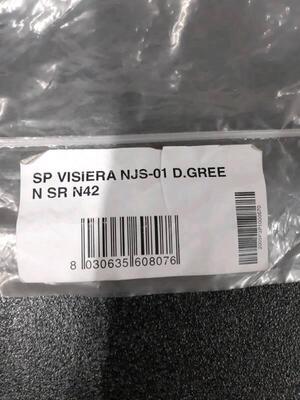 SP VISIERA NJS-01 D.GREE
N SR N42
8 030635 608076